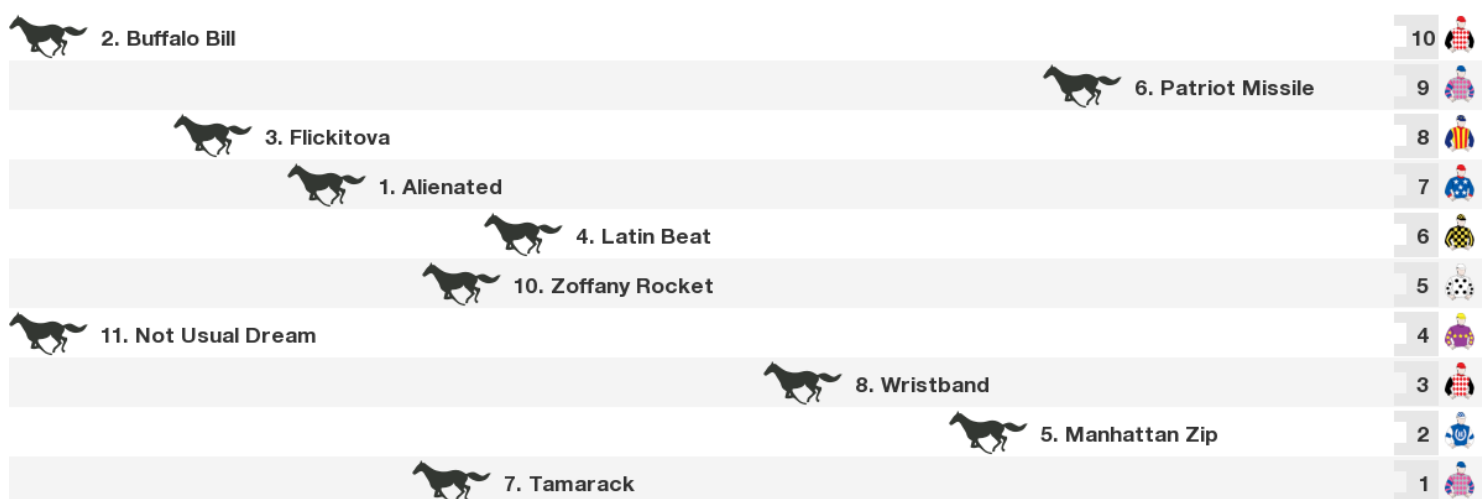 2. Buffalo Bill 10
6. Patriot Missile 9
3. Flickitova 8
1. Alienated 7
4. Latin Beat 6
10. Zoffany Rocket 5
11. Not Usual Dream 4
8. Wristband 3
5. Manhattan Zip 2
7. Tamarack 1